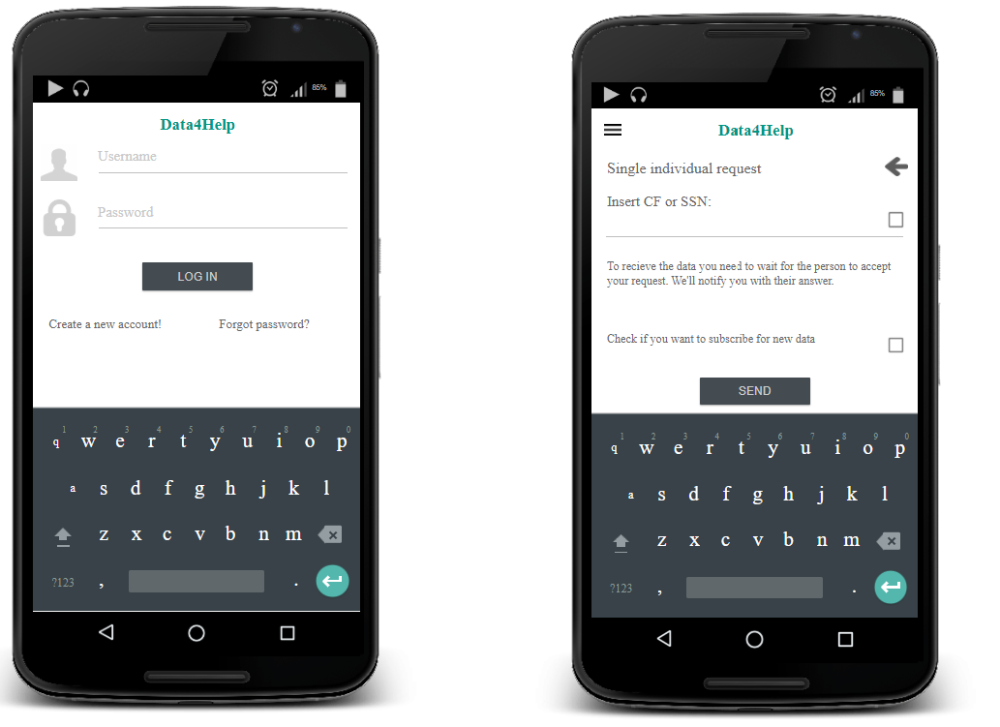 85%
Data4Help
Username
Password
LOG IN
Create a new account! Forgot password?
1 2 3 4 5 6 7 8 9 0
q w e r t y u i o p
a s d f g h j k l
z x c v b n m
?123 , .
85%
Data4Help
Single individual request
Insert CF or SSN:
To recieve the data you need to wait for the person to accept
your request. We'll notify you with their answer.
Check if you want to subscribe for new data
SEND
1 2 3 4 5 6 7 8 9 0
q w e r t y u i o p
a s d f g h j k l
z x c v b n m
?123 , .